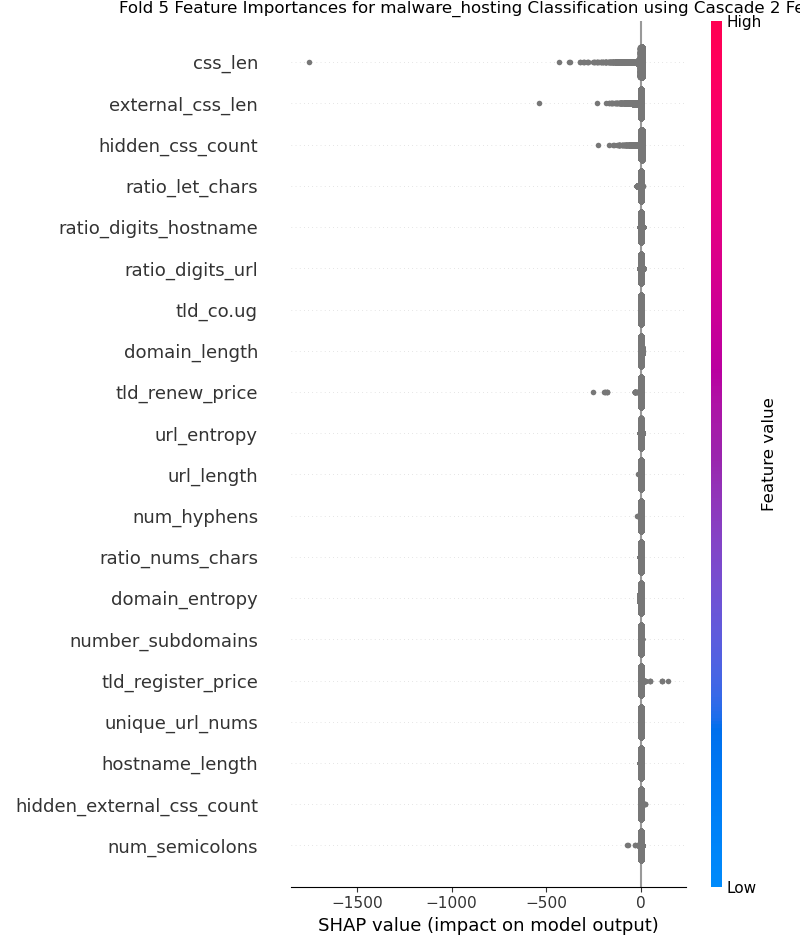 Fold 5 Feature Importances for malware_hosting Classification using Cascade 2
High
css_len
external_css_len
hidden_css_count
ratio_let_chars
ratio_digits_hostname
ratio_digits_url
tld_co.ug
domain_length
tld_renew_price
url_entropy
url_length
num_hyphens
ratio_nums_chars
domain_entropy
number_subdomains
tld_register_price
unique_url_nums
hostname_length
hidden_external_css_count
num_semicolons
Feature value
Low
−1500 −1000 −500 0
SHAP value (impact on model output)